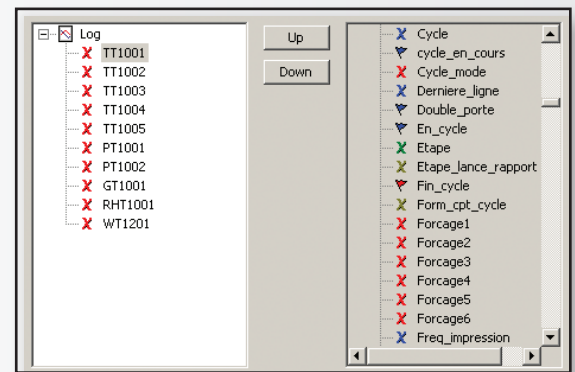 Log
TT1001
TT1002
TT1003
TT1004
TT1005
PT1001
PT1002
GT1001
RHT1001
WT1201
Up
Down
Cycle
cycle_en_cours
Cycle_mode
Derniere_ligne
Double_porte
En_cycle
Etape
Etape_lance_rapport
Fin_cycle
Form_cpt_cycle
Forcage1
Forcage2
Forcage3
Forcage4
Forcage5
Forcage6
Freq_impression